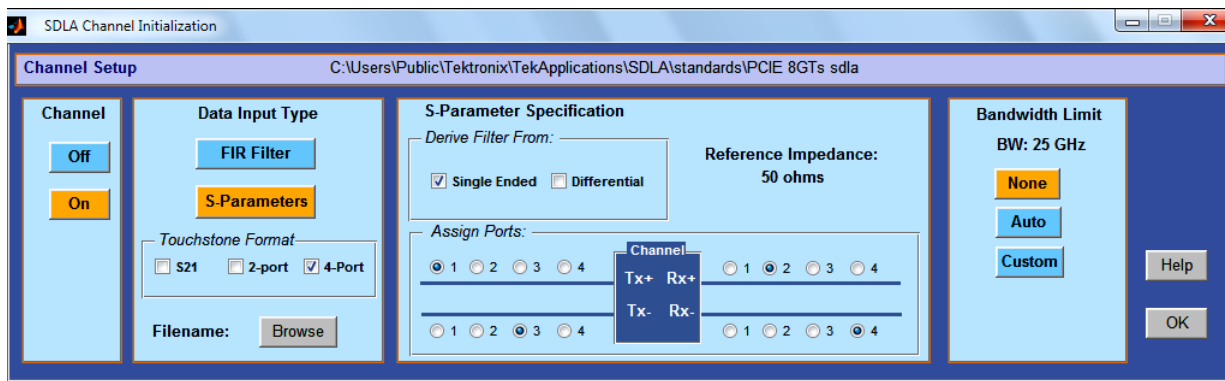 SDLA Channel Initialization
Channel Setup C:\Users\Public\Tektronix\TekApplications\SDLA\standards\PCIE 8GTs sdla
Channel
Off
On
Data Input Type
FIR Filter
S-Parameters
Touchstone Format
S21 2-port 4-Port
Filename: Browse
S-Parameter Specification
Derive Filter From:
Single Ended Differential
Reference Impedance:
50 ohms
Assign Ports:
1 2 3 4
Channel
Tx+ Rx+
1 2 3 4
1 2 3 4
Tx- Rx-
1 2 3 4
Bandwidth Limit
BW: 25 GHz
None
Auto
Custom
Help
OK